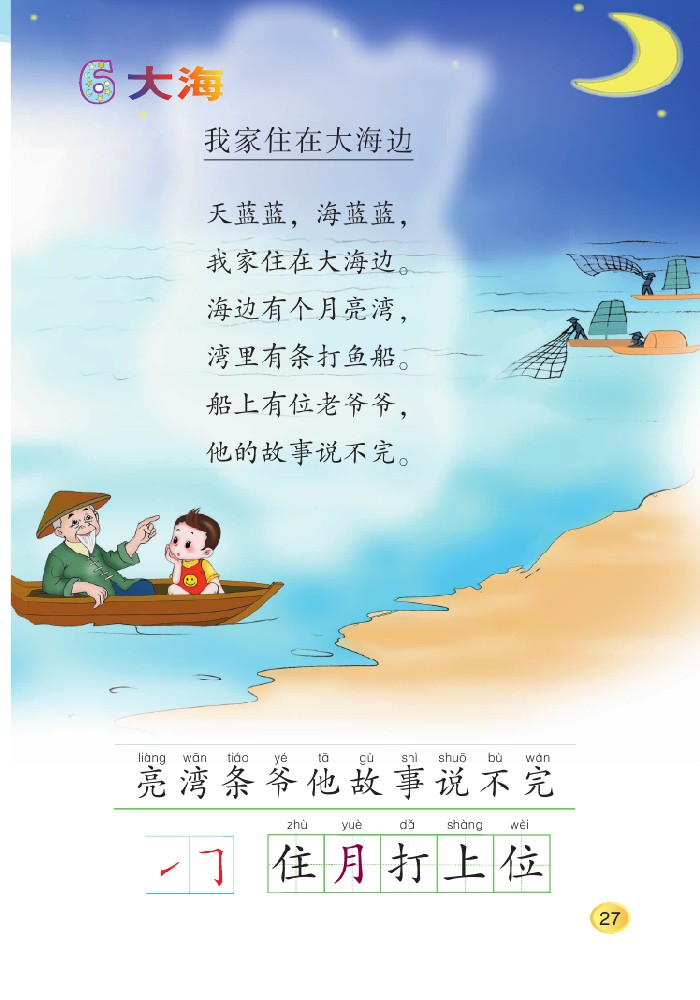 6 大海
我家住在大海边
天蓝蓝，海蓝蓝，
我家住在大海边。
海边有个月亮湾，
湾里有条打鱼船。
船上有位老爷爷，
他的故事说不完。
liàng wān tiáo yé tā gù shì shuō bù wán
亮湾条爷他故事说不完
zhù yuè dǎ shàng wèi
㇀ ㇆ 住月打上位
27